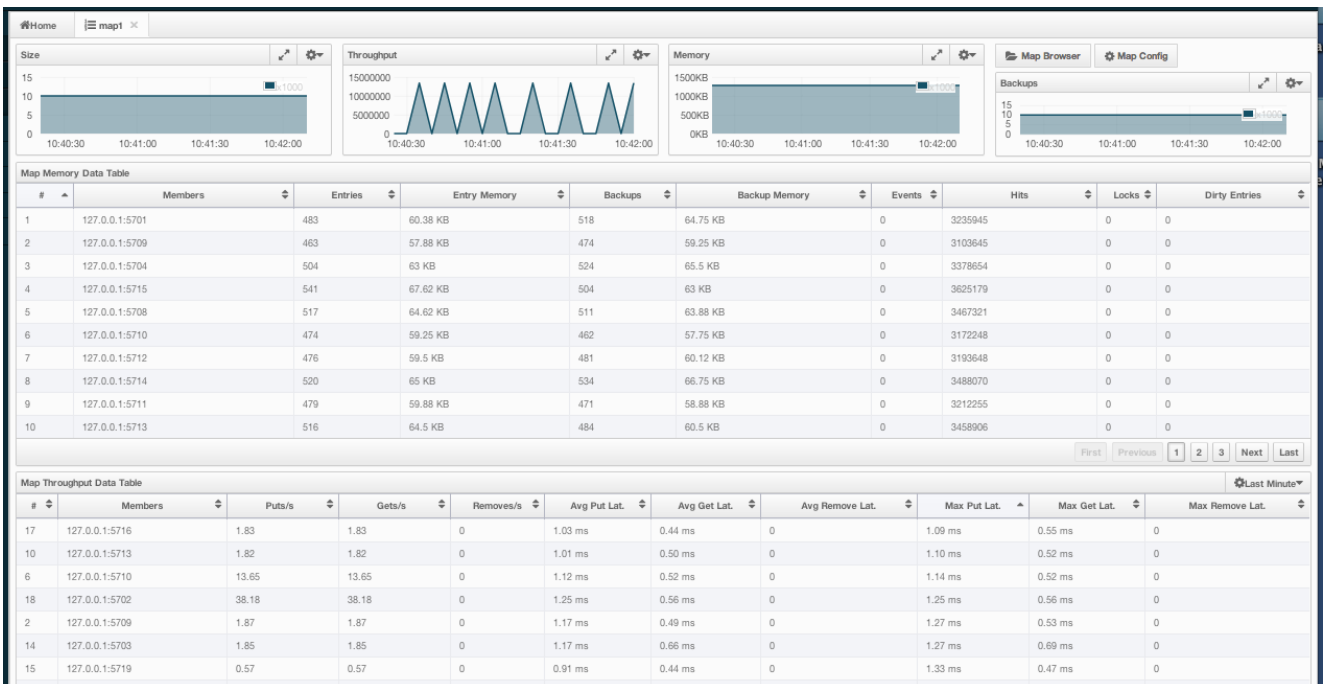 Home map1
Size
15
10
5
0
x1000
10:40:30 10:41:00 10:41:30 10:42:00
Throughput
15000000
10000000
5000000
0
10:40:30 10:41:00 10:41:30 10:42:00
Memory
1500KB
1000KB
500KB
0KB
x1000
10:40:30 10:41:00 10:41:30 10:42:00
Map Browser Map Config
Backups
15
10
5
0
x1000
10:40:30 10:41:00 10:41:30 10:42:00
Map Memory Data Table
# Members Entries Entry Memory Backups Backup Memory Events Hits Locks Dirty Entries
1 127.0.0.1:5701 483 60.38 KB 518 64.75 KB 0 3235945 0 0
2 127.0.0.1:5709 463 57.88 KB 474 59.25 KB 0 3103645 0 0
3 127.0.0.1:5704 504 63 KB 524 65.5 KB 0 3378654 0 0
4 127.0.0.1:5715 541 67.62 KB 504 63 KB 0 3625179 0 0
5 127.0.0.1:5708 517 64.62 KB 511 63.88 KB 0 3467321 0 0
6 127.0.0.1:5710 474 59.25 KB 462 57.75 KB 0 3172248 0 0
7 127.0.0.1:5712 476 59.5 KB 481 60.12 KB 0 3193648 0 0
8 127.0.0.1:5714 520 65 KB 534 66.75 KB 0 3488070 0 0
9 127.0.0.1:5711 479 59.88 KB 471 58.88 KB 0 3212255 0 0
10 127.0.0.1:5713 516 64.5 KB 484 60.5 KB 0 3458906 0 0
First Previous 1 2 3 Next Last
Map Throughput Data Table Last Minute
# Members Puts/s Gets/s Removes/s Avg Put Lat. Avg Get Lat. Avg Remove Lat. Max Put Lat. Max Get Lat. Max Remove Lat.
17 127.0.0.1:5716 1.83 1.83 0 1.03 ms 0.44 ms 0 1.09 ms 0.55 ms 0
10 127.0.0.1:5713 1.82 1.82 0 1.01 ms 0.50 ms 0 1.10 ms 0.52 ms 0
6 127.0.0.1:5710 13.65 13.65 0 1.12 ms 0.52 ms 0 1.14 ms 0.52 ms 0
18 127.0.0.1:5702 38.18 38.18 0 1.25 ms 0.56 ms 0 1.25 ms 0.56 ms 0
2 127.0.0.1:5709 1.87 1.87 0 1.17 ms 0.49 ms 0 1.27 ms 0.53 ms 0
14 127.0.0.1:5703 1.85 1.85 0 1.17 ms 0.66 ms 0 1.27 ms 0.69 ms 0
15 127.0.0.1:5719 0.57 0.57 0 0.91 ms 0.44 ms 0 1.33 ms 0.47 ms 0